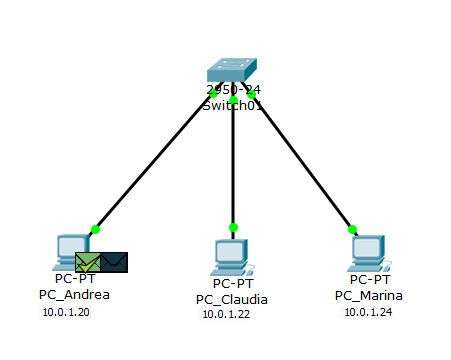 2950-24
Switch01
PC-PT
PC_Andrea
10.0.1.20
PC-PT
PC_Claudia
10.0.1.22
PC-PT
PC_Marina
10.0.1.24